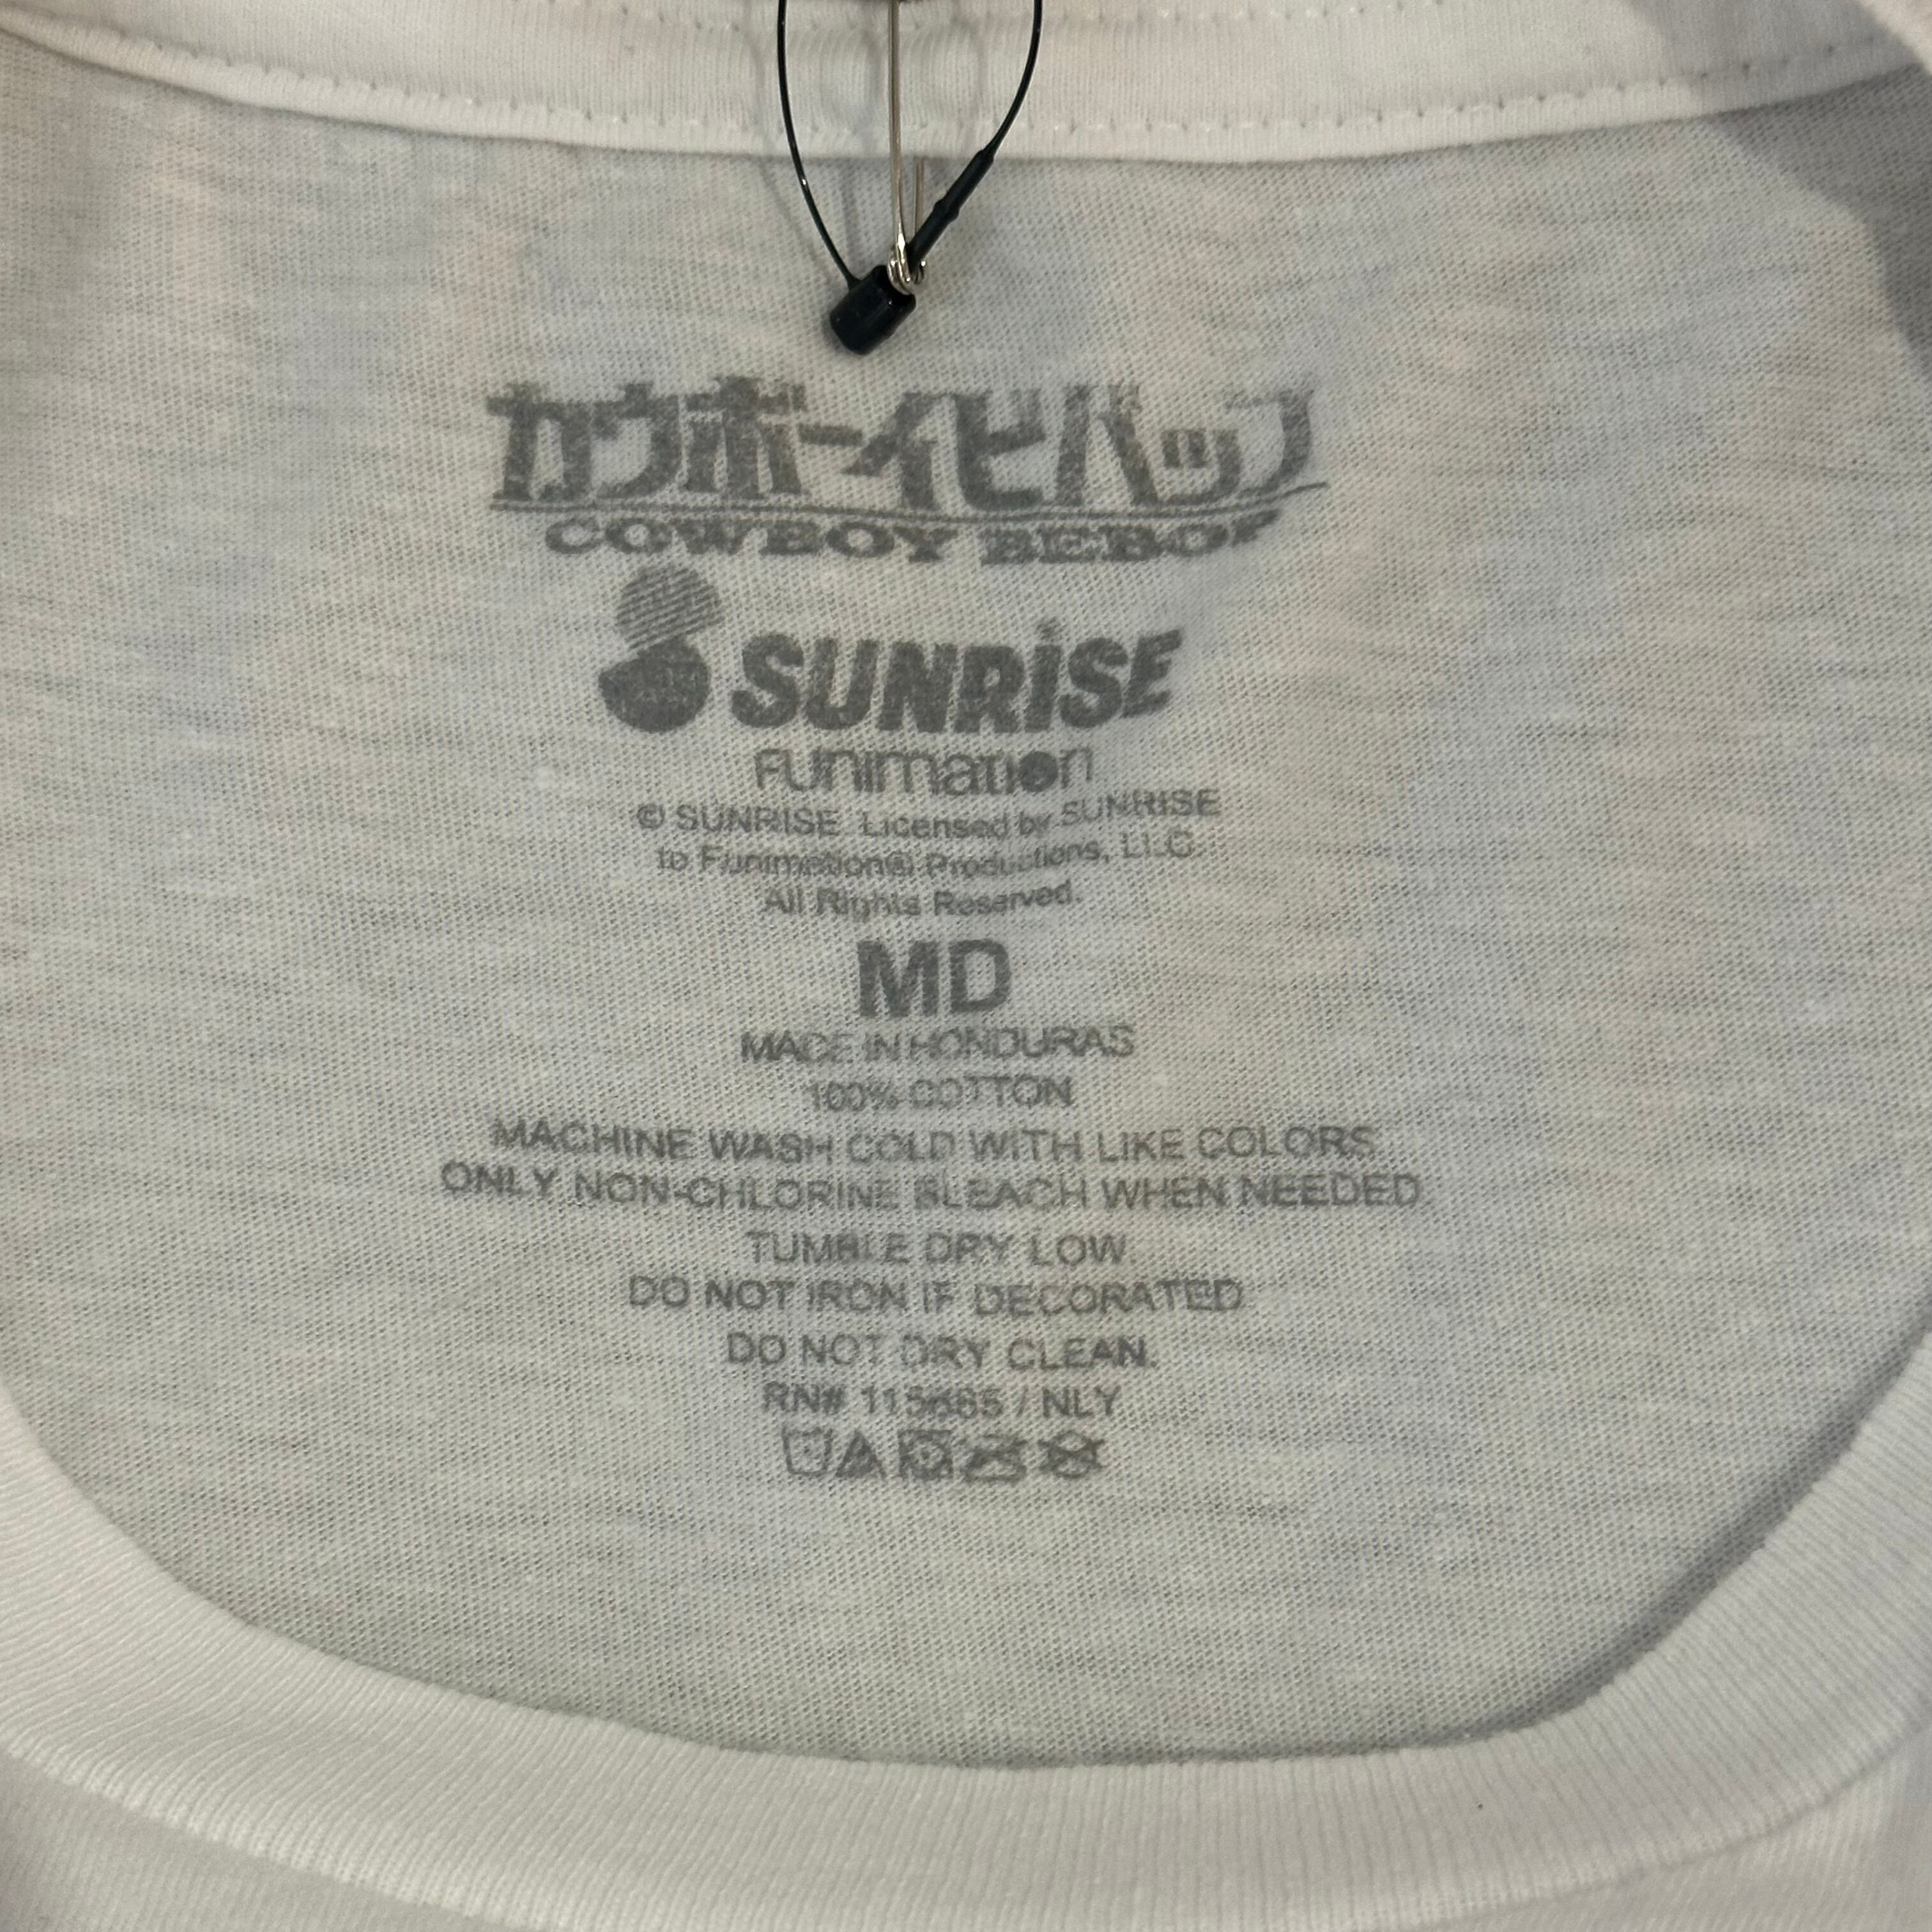 カウボーイビバップ
COWBOY BEBOP
SUNRISE
Funimation
© SUNRISE Licensed by SUNRISE
to Funimation® Productions, LLC.
All Rights Reserved.
MD
MADE IN HONDURAS
100% COTTON
MACHINE WASH COLD WITH LIKE COLORS.
ONLY NON-CHLORINE BLEACH WHEN NEEDED.
TUMBLE DRY LOW.
DO NOT IRON IF DECORATED.
DO NOT DRY CLEAN.
RN# 115685 / NLY